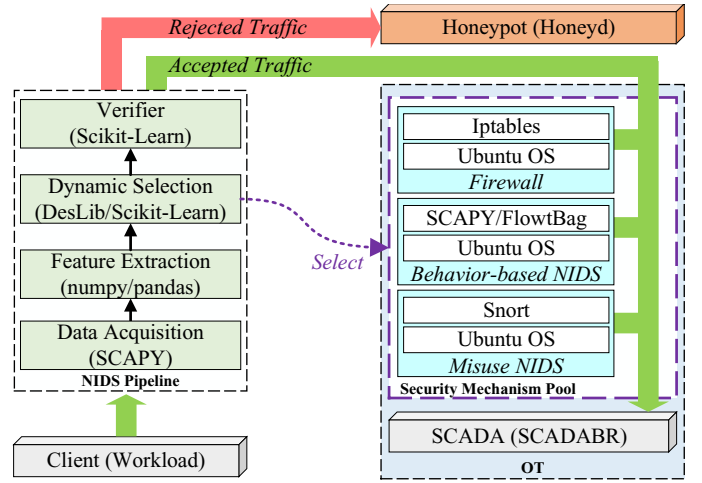 Rejected Traffic
Honeypot (Honeyd)
Accepted Traffic
Verifier
(Scikit-Learn)
Dynamic Selection
(DesLib/Scikit-Learn)
Feature Extraction
(numpy/pandas)
Data Acquisition
(SCAPY)
NIDS Pipeline
Client (Workload)
Select
Iptables
Ubuntu OS
Firewall
SCAPY/FlowtBag
Ubuntu OS
Behavior-based NIDS
Snort
Ubuntu OS
Misuse NIDS
Security Mechanism Pool
SCADA (SCADABR)
OT